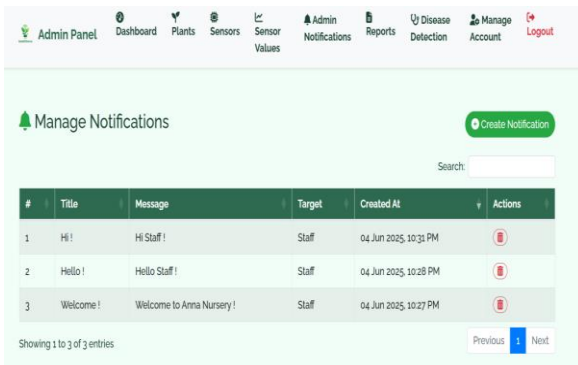 Admin Panel
Dashboard
Plants
Sensors
Sensor
Values
Admin
Notifications
Reports
Disease
Detection
Manage
Account
Logout
Manage Notifications
Create Notification
Search:
# Title Message Target Created At Actions
1 Hi ! Hi Staff ! Staff 04 Jun 2025, 10:31 PM
2 Hello ! Hello Staff ! Staff 04 Jun 2025, 10:28 PM
3 Welcome ! Welcome to Anna Nursery ! Staff 04 Jun 2025, 10:27 PM
Showing 1 to 3 of 3 entries
Previous 1 Next